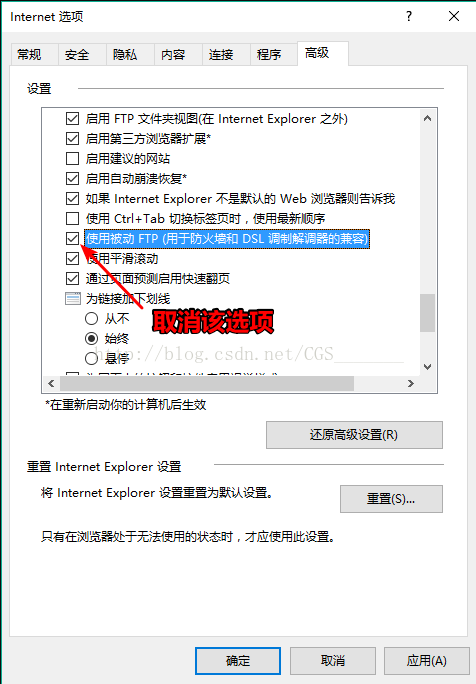 Internet 选项
常规 安全 隐私 内容 连接 程序 高级
设置
启用 FTP 文件夹视图(在 Internet Explorer 之外)
启用第三方浏览器扩展*
启用建议的网站
启用自动崩溃恢复*
如果 Internet Explorer 不是默认的 Web 浏览器则告诉我
使用 Ctrl+Tab 切换标签页时，使用最新顺序
使用被动 FTP (用于防火墙和 DSL 调制解调器的兼容)
使用平滑滚动
通过页面预测启用快速翻页
为链接加下划线
从不
取消该选项
始终
http://blog.csdn.net/CGS_______
悬停
*在重新启动你的计算机后生效
还原高级设置(R)
重置 Internet Explorer 设置
将 Internet Explorer 设置重置为默认设置。
重置(S)...
只有在浏览器处于无法使用的状态时，才应使用此设置。
确定 取消 应用(A)